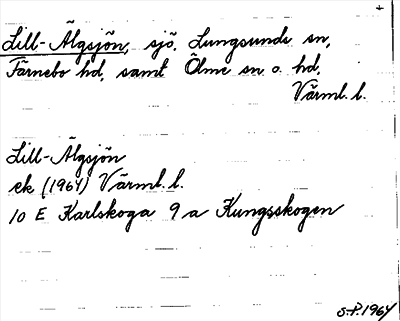 +
Lill-Älgsjön, sjö, Lungsunds sn,
Färnebo hd, samt Ölme sn o. hd,
Värml. l.
Lill-Älgsjön
ek (1964) Värml. l.
10 E Karlskoga 9 a Kungsskogen
S.P. 1964